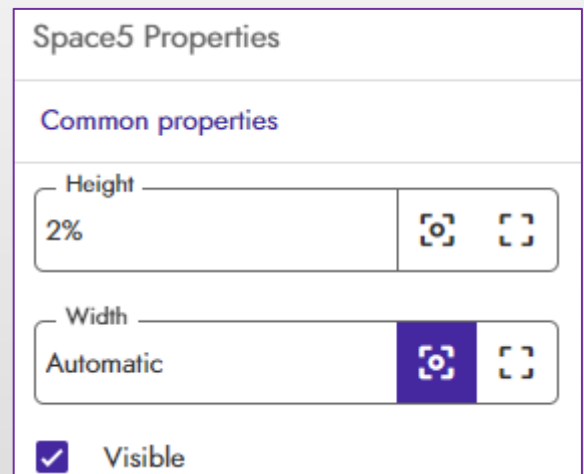 Space5 Properties
Common properties
Height
2%
Width
Automatic
Visible